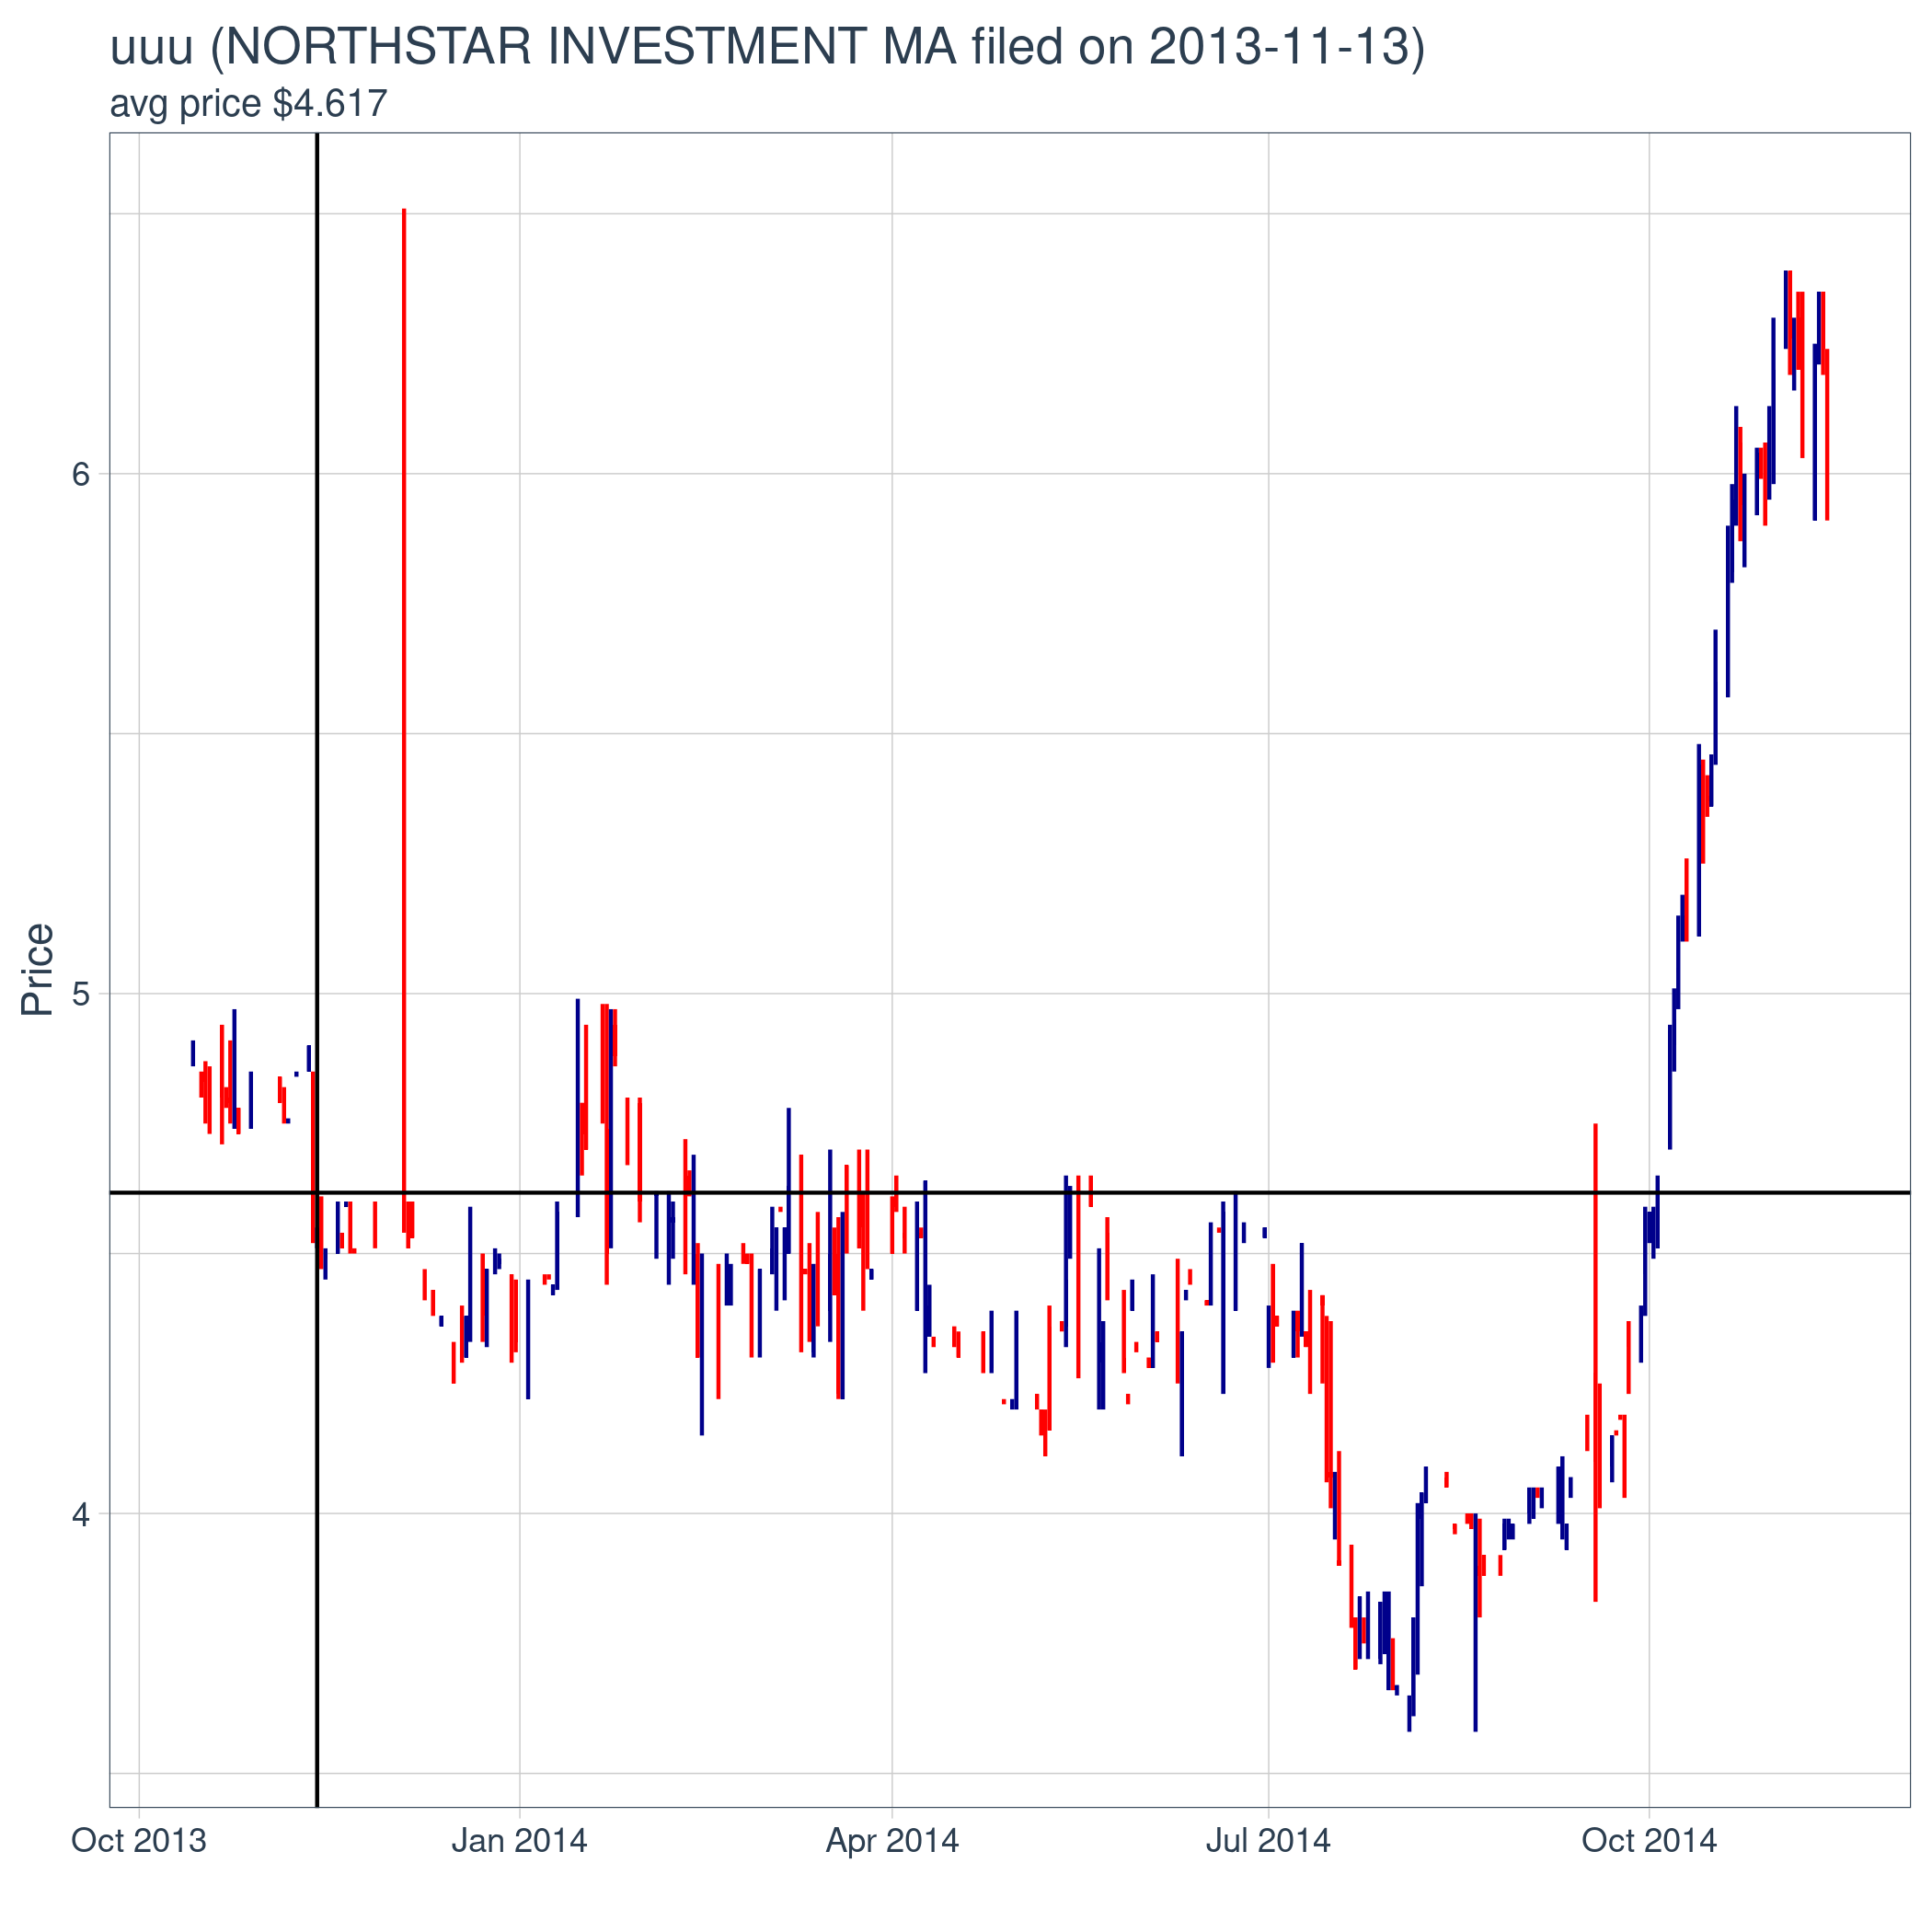 uuu (NORTHSTAR INVESTMENT MA filed on 2013-11-13)
avg price $4.617
6
5
4
Price
Oct 2013
Jan 2014
Apr 2014
Jul 2014
Oct 2014